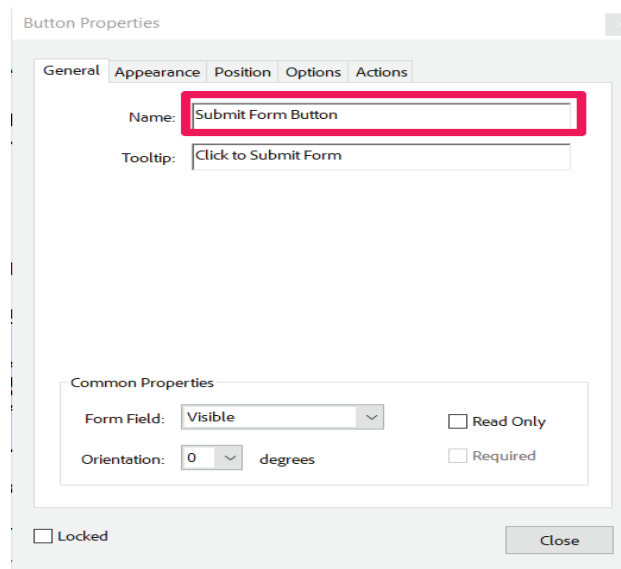 Button Properties
General Appearance Position Options Actions
Name: Submit Form Button
Tooltip: Click to Submit Form
Common Properties
Form Field: Visible
Read Only
Orientation: 0 degrees
Required
Locked
Close